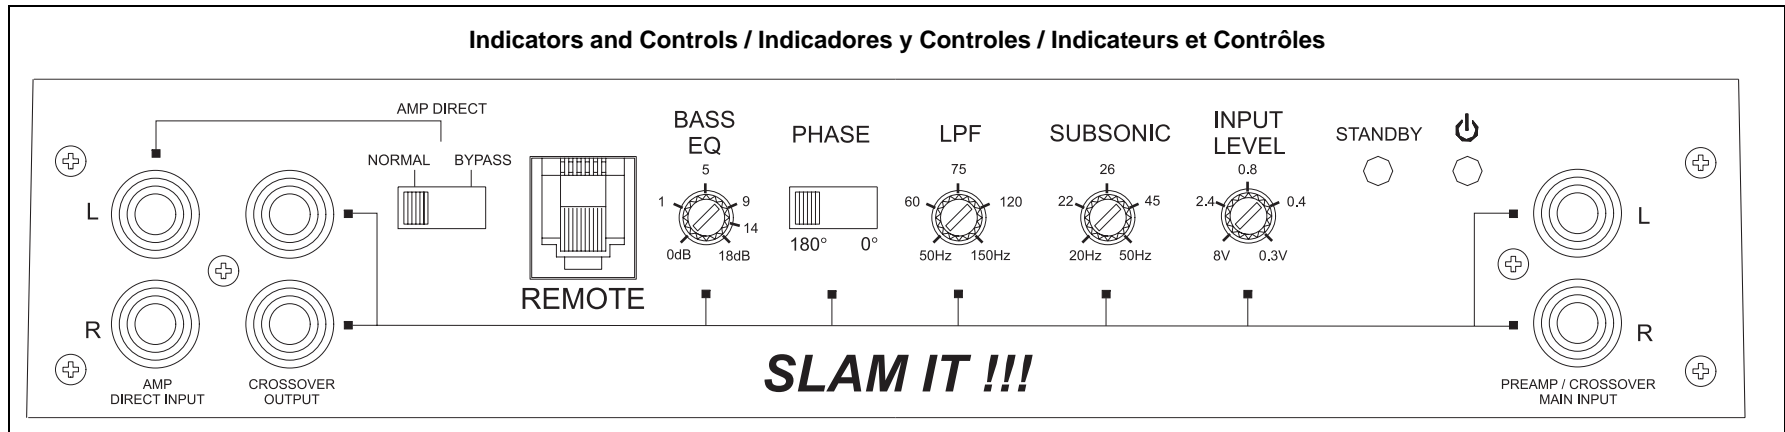 Indicators and Controls / Indicadores y Controles / Indicateurs et Contrôles
AMP DIRECT
NORMAL
BYPASS
L
R
AMP
DIRECT INPUT
CROSSOVER
OUTPUT
REMOTE
BASS
EQ
5
1
9
14
0dB
18dB
PHASE
180°
0°
LPF
75
60
120
50Hz
150Hz
SUBSONIC
26
22
45
20Hz
50Hz
INPUT
LEVEL
0.8
2.4
0.4
8V
0.3V
STANDBY
L
R
PREAMP / CROSSOVER
MAIN INPUT
SLAM IT !!!